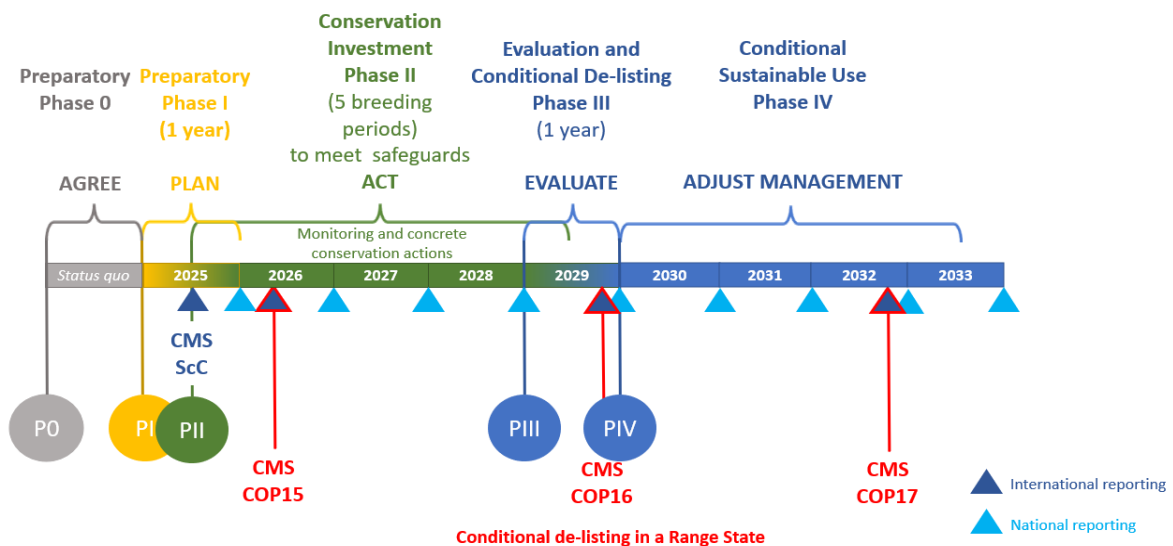 Preparatory
Phase 0
Preparatory
Phase I
(1 year)
Conservation
Investment
Phase II
(5 breeding
periods)
to meet safeguards
Evaluation and
Conditional De-listing
Phase III
(1 year)
Conditional
Sustainable Use
Phase IV
AGREE
PLAN
ACT
EVALUATE
ADJUST MANAGEMENT
Monitoring and concrete
conservation actions
Status quo
2025
2026
2027
2028
2029
2030
2031
2032
2033
CMS
ScC
P0
PI
PII
PIII
PIV
CMS
COP15
CMS
COP16
CMS
COP17
International reporting
National reporting
Conditional de-listing in a Range State